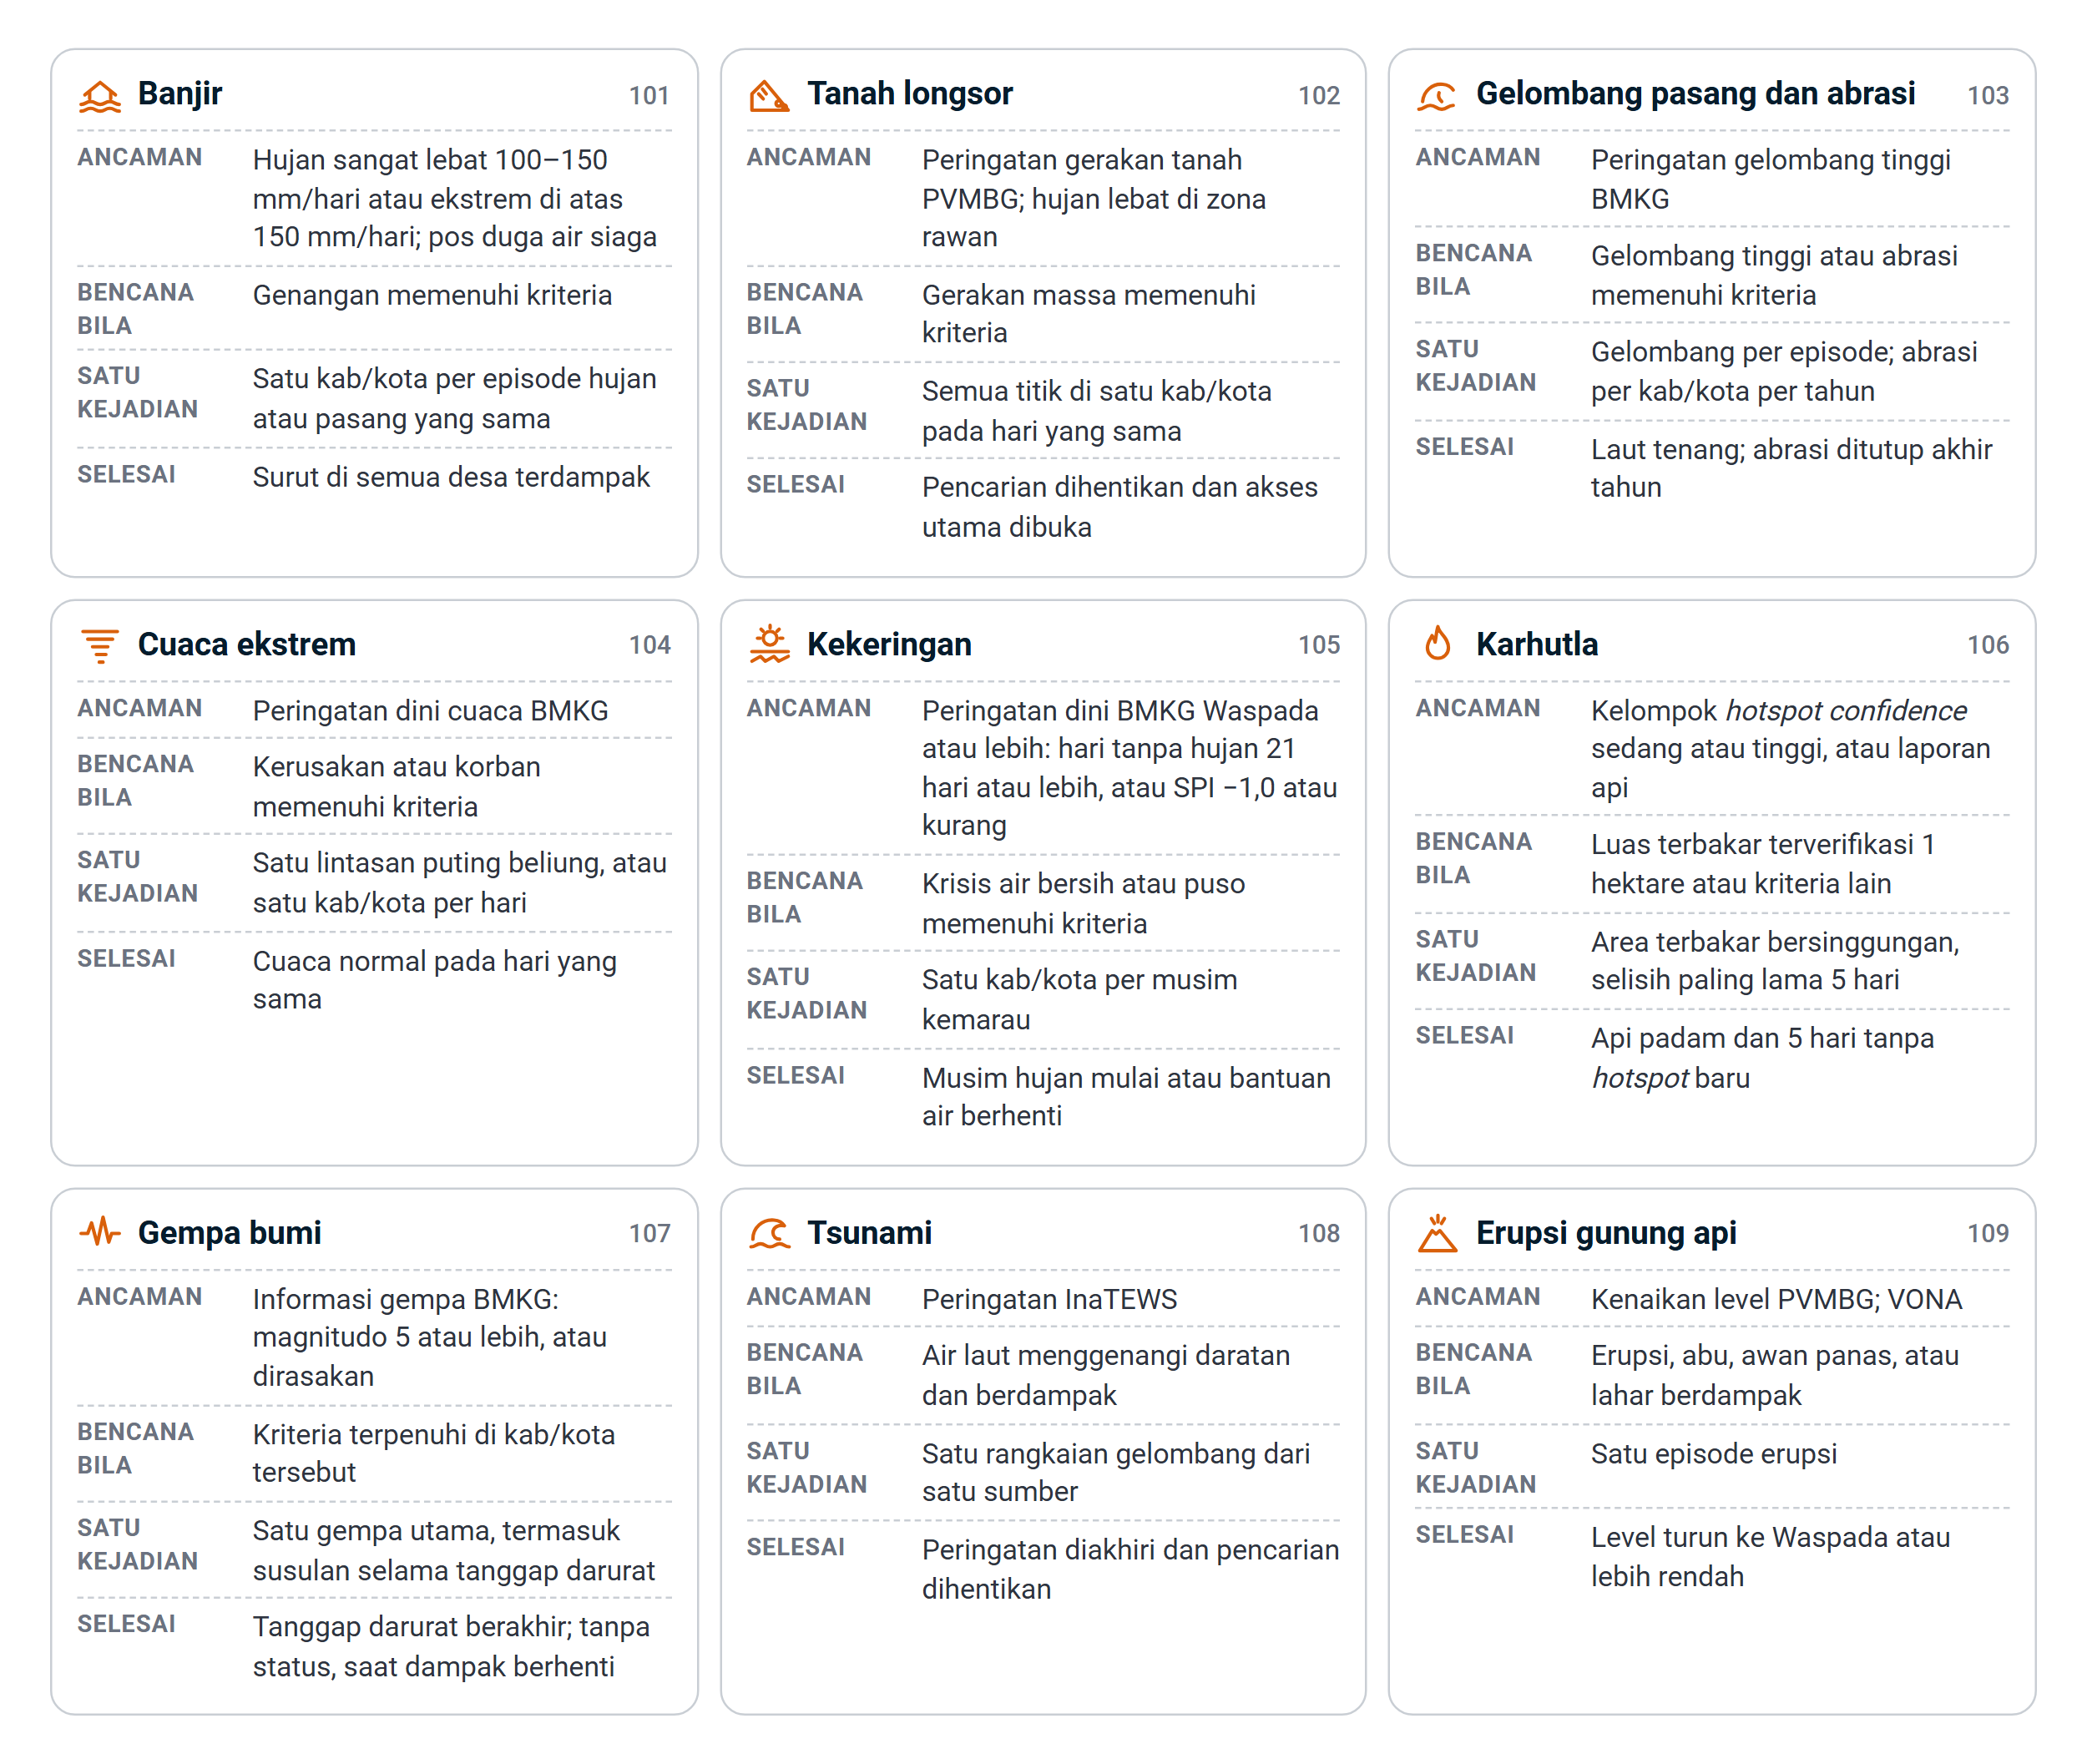 Banjir 101
ANCAMAN Hujan sangat lebat 100–150
mm/hari atau ekstrem di atas
150 mm/hari; pos duga air siaga
BENCANA BILA Genangan memenuhi kriteria
SATU KEJADIAN Satu kab/kota per episode hujan
atau pasang yang sama
SELESAI Surut di semua desa terdampak
Tanah longsor 102
ANCAMAN Peringatan gerakan tanah
PVMBG; hujan lebat di zona
rawan
BENCANA BILA Gerakan massa memenuhi
kriteria
SATU KEJADIAN Semua titik di satu kab/kota
pada hari yang sama
SELESAI Pencarian dihentikan dan akses
utama dibuka
Gelombang pasang dan abrasi 103
ANCAMAN Peringatan gelombang tinggi
BMKG
BENCANA BILA Gelombang tinggi atau abrasi
memenuhi kriteria
SATU KEJADIAN Gelombang per episode; abrasi
per kab/kota per tahun
SELESAI Laut tenang; abrasi ditutup akhir
tahun
Cuaca ekstrem 104
ANCAMAN Peringatan dini cuaca BMKG
BENCANA BILA Kerusakan atau korban
memenuhi kriteria
SATU KEJADIAN Satu lintasan puting beliung, atau
satu kab/kota per hari
SELESAI Cuaca normal pada hari yang
sama
Kekeringan 105
ANCAMAN Peringatan dini BMKG Waspada
atau lebih: hari tanpa hujan 21
hari atau lebih, atau SPI −1,0 atau
kurang
BENCANA BILA Krisis air bersih atau puso
memenuhi kriteria
SATU KEJADIAN Satu kab/kota per musim
kemarau
SELESAI Musim hujan mulai atau bantuan
air berhenti
Karhutla 106
ANCAMAN Kelompok hotspot confidence
sedang atau tinggi, atau laporan
api
BENCANA BILA Luas terbakar terverifikasi 1
hektare atau kriteria lain
SATU KEJADIAN Area terbakar bersinggungan,
selisih paling lama 5 hari
SELESAI Api padam dan 5 hari tanpa
hotspot baru
Gempa bumi 107
ANCAMAN Informasi gempa BMKG:
magnitudo 5 atau lebih, atau
dirasakan
BENCANA BILA Kriteria terpenuhi di kab/kota
tersebut
SATU KEJADIAN Satu gempa utama, termasuk
susulan selama tanggap darurat
SELESAI Tanggap darurat berakhir; tanpa
status, saat dampak berhenti
Tsunami 108
ANCAMAN Peringatan InaTEWS
BENCANA BILA Air laut menggenangi daratan
dan berdampak
SATU KEJADIAN Satu rangkaian gelombang dari
satu sumber
SELESAI Peringatan diakhiri dan pencarian
dihentikan
Erupsi gunung api 109
ANCAMAN Kenaikan level PVMBG; VONA
BENCANA BILA Erupsi, abu, awan panas, atau
lahar berdampak
SATU KEJADIAN Satu episode erupsi
SELESAI Level turun ke Waspada atau
lebih rendah